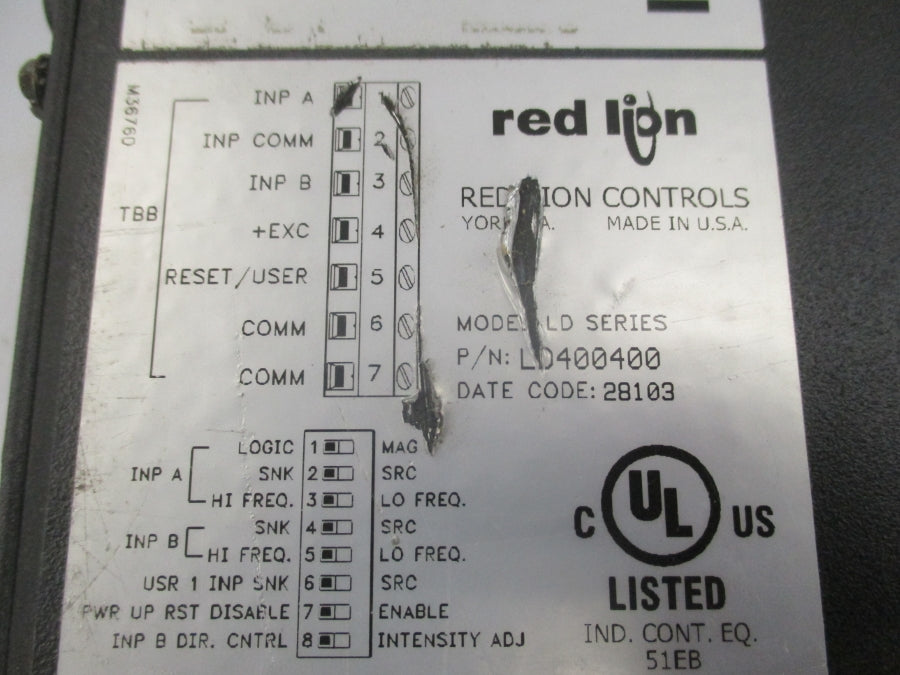 M3676D
TBB
INP A 1
INP COMM 2
INP B 3
+EXC 4
RESET/USER 5
COMM 6
COMM 7
red lion
RED LION CONTROLS
MADE IN U.S.A.
MODEL LD SERIES
P/N: LD400400
DATE CODE: 28103
INP A
LOGIC 1 MAG
SNK 2 SRC
HI FREQ. 3 LO FREQ.
INP B
SNK 4 SRC
HI FREQ. 5 LO FREQ.
USR 1 INP SNK 6 SRC
PWR UP RST DISABLE 7 ENABLE
INP B DIR. CNTRL 8 INTENSITY ADJ
C UL US
LISTED
IND. CONT. EQ.
51EB